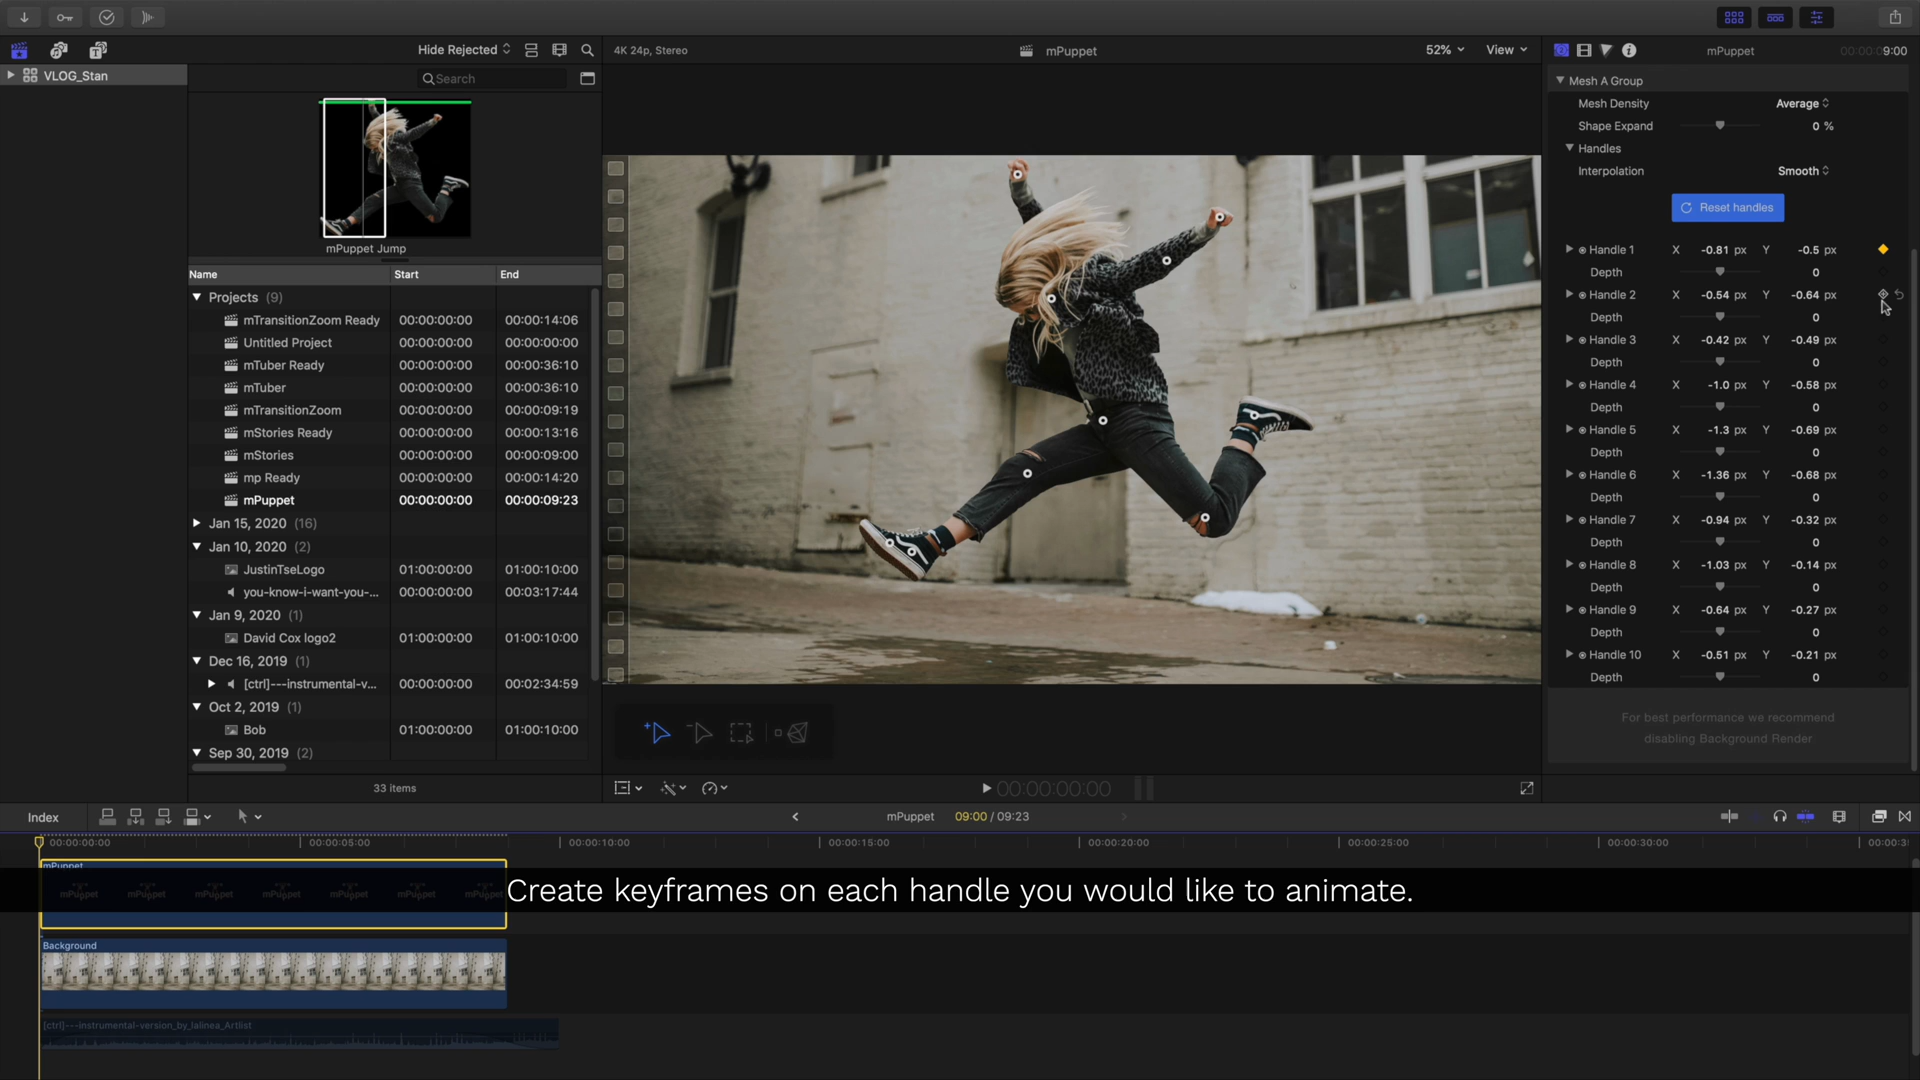 Hide Rejected
4K 24p, Stereo
mPuppet
52%
View
mPuppet
00:00:09:00
VLOG_Stan
Search
mPuppet Jump
Name Start End
Projects (9)
mTransitionZoom Ready 00:00:00:00 00:00:14:06
Untitled Project 00:00:00:00 00:00:00:00
mTuber Ready 00:00:00:00 00:00:36:10
mTuber 00:00:00:00 00:00:36:10
mTransitionZoom 00:00:00:00 00:00:09:19
mStories Ready 00:00:00:00 00:00:13:16
mStories 00:00:00:00 00:00:09:00
mp Ready 00:00:00:00 00:00:14:20
mPuppet 00:00:00:00 00:00:09:23
Jan 15, 2020 (16)
Jan 10, 2020 (2)
JustinTseLogo 01:00:00:00 01:00:10:00
you-know-i-want-you-... 00:00:00:00 00:03:17:44
Jan 9, 2020 (1)
David Cox logo2 01:00:00:00 01:00:10:00
Dec 16, 2019 (1)
[ctrl]---instrumental-v... 00:00:00:00 00:02:34:59
Oct 2, 2019 (1)
Bob 01:00:00:00 01:00:10:00
Sep 30, 2019 (2)
33 items
00:00:00:00
Mesh A Group
Mesh Density Average
Shape Expand 0 %
Handles
Interpolation Smooth
Reset handles
Handle 1 X -0.81 px Y -0.5 px
Depth 0
Handle 2 X -0.54 px Y -0.64 px
Depth 0
Handle 3 X -0.42 px Y -0.49 px
Depth 0
Handle 4 X -1.0 px Y -0.58 px
Depth 0
Handle 5 X -1.3 px Y -0.69 px
Depth 0
Handle 6 X -1.36 px Y -0.68 px
Depth 0
Handle 7 X -0.94 px Y -0.32 px
Depth 0
Handle 8 X -1.03 px Y -0.14 px
Depth 0
Handle 9 X -0.64 px Y -0.27 px
Depth 0
Handle 10 X -0.51 px Y -0.21 px
Depth 0
For best performance we recommend
disabling Background Render
Index
mPuppet 09:00 / 09:23
00:00:00:00 00:00:05:00 00:00:10:00 00:00:15:00 00:00:20:00 00:00:25:00 00:00:30:00
mPuppet
mPuppet mPuppet mPuppet mPuppet mPuppet mPuppet mPuppet
Create keyframes on each handle you would like to animate.
Background
[ctrl]---instrumental-version_by_lalinea_Artlist